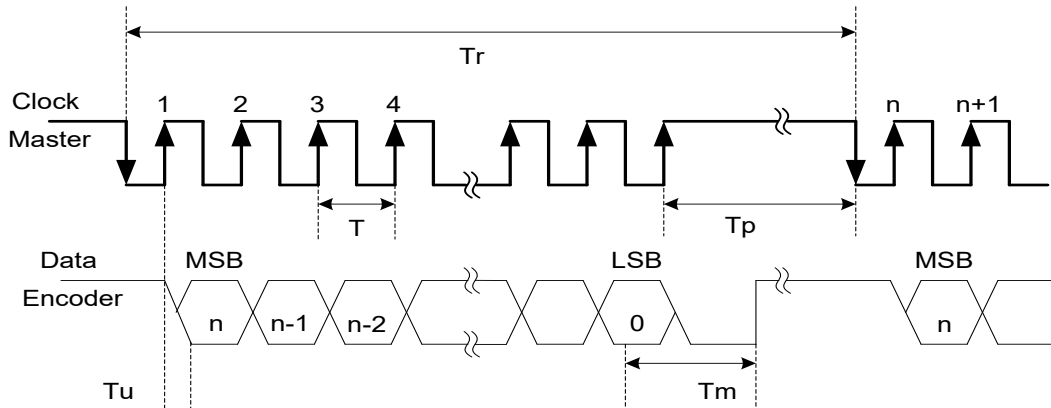 Tr
Clock
Master
1 2 3 4 n n+1
T
Tp
Data
Encoder
MSB LSB MSB
n n-1 n-2 0 n
Tu
Tm